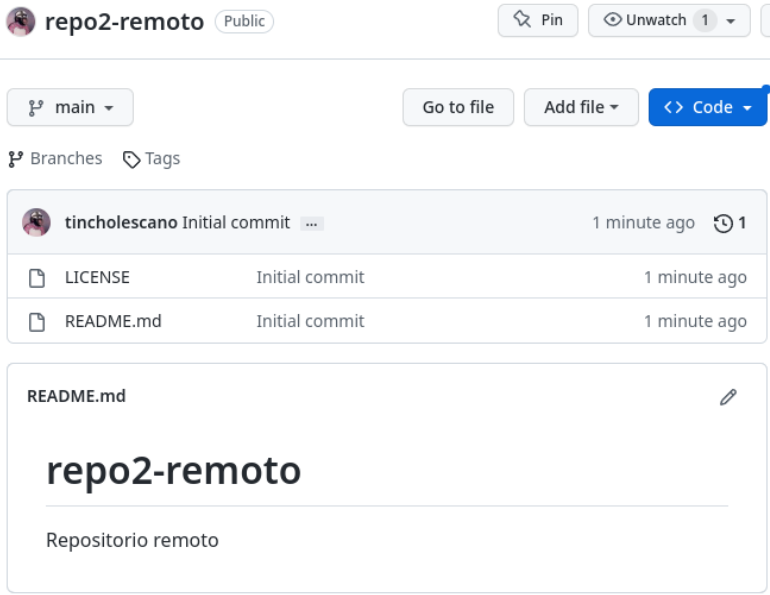 repo2-remoto Public Pin Unwatch 1
main Go to file Add file <> Code
Branches Tags
tincholescano Initial commit ... 1 minute ago 1
LICENSE Initial commit 1 minute ago
README.md Initial commit 1 minute ago
README.md
repo2-remoto
Repositorio remoto